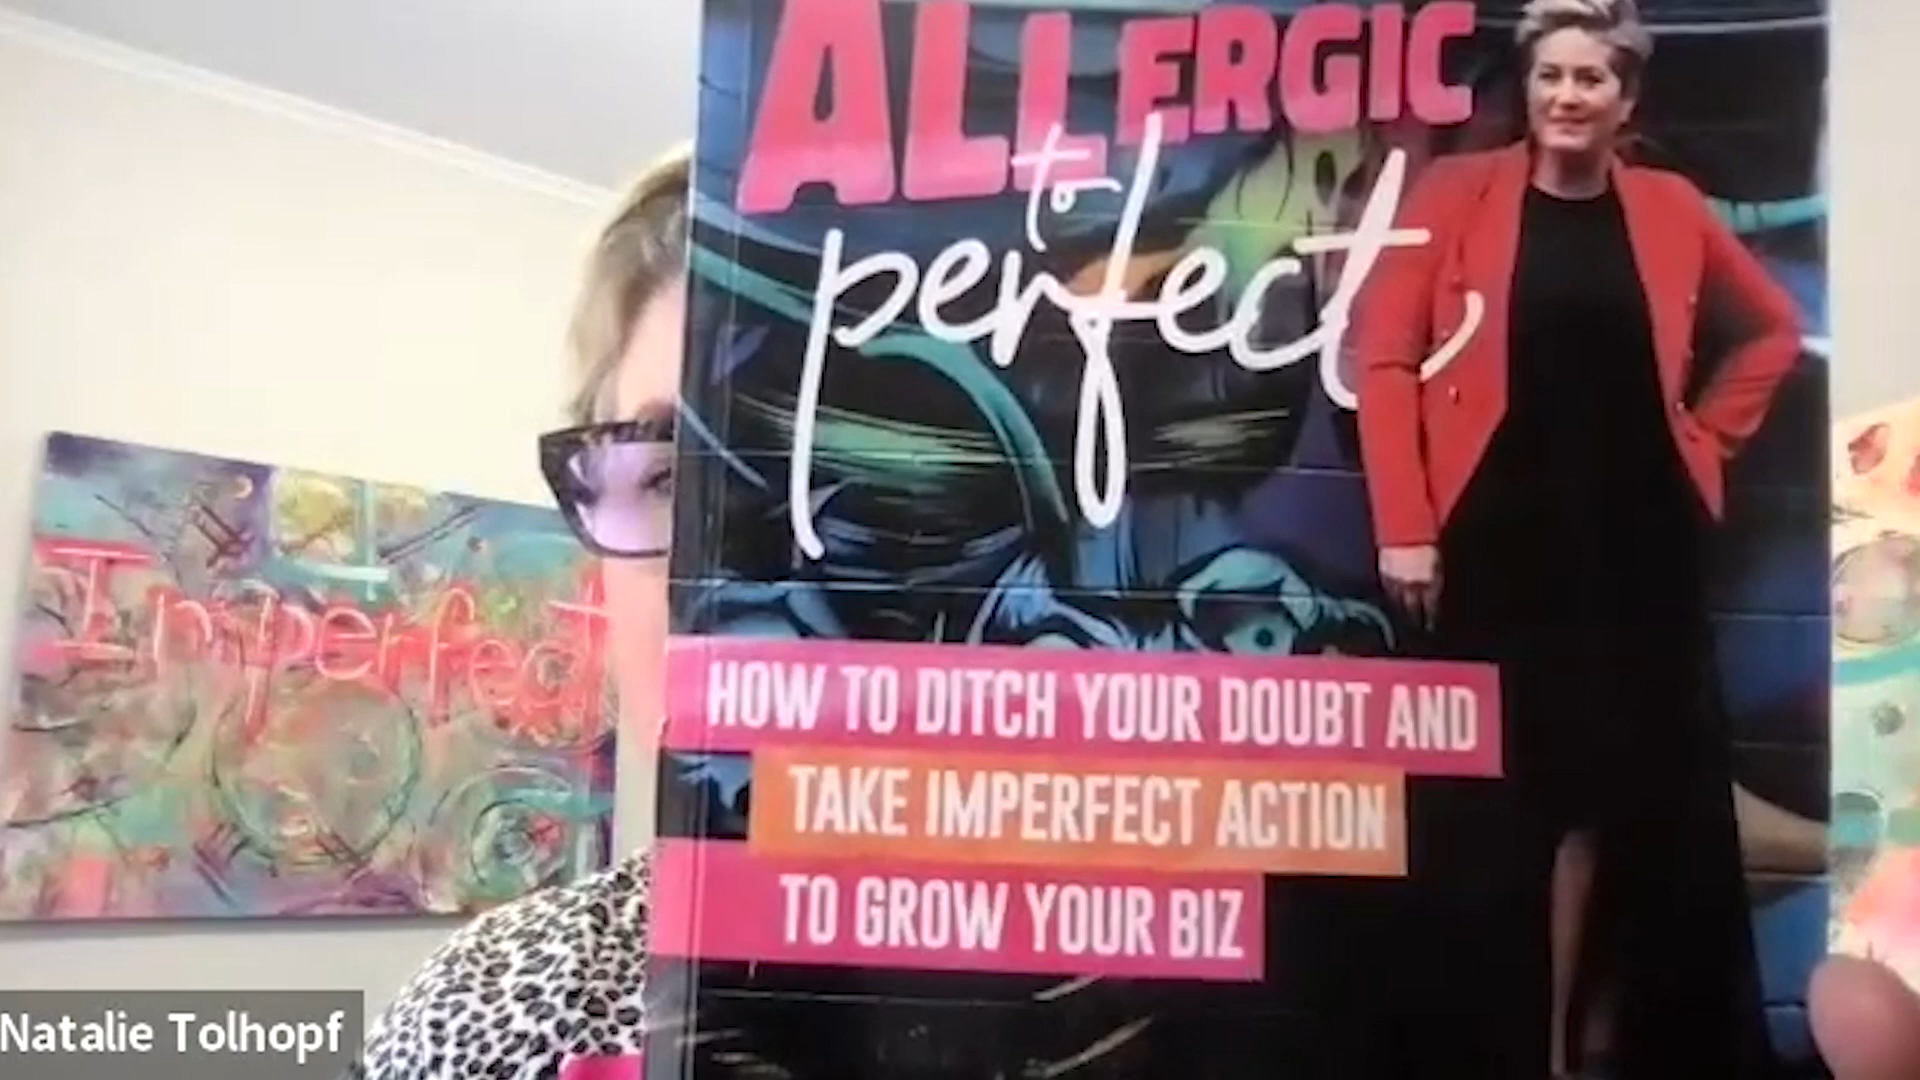 ALLERGIC
to
perfect
HOW TO DITCH YOUR DOUBT AND
TAKE IMPERFECT ACTION
TO GROW YOUR BIZ
Imperfect
Natalie Tolhopf